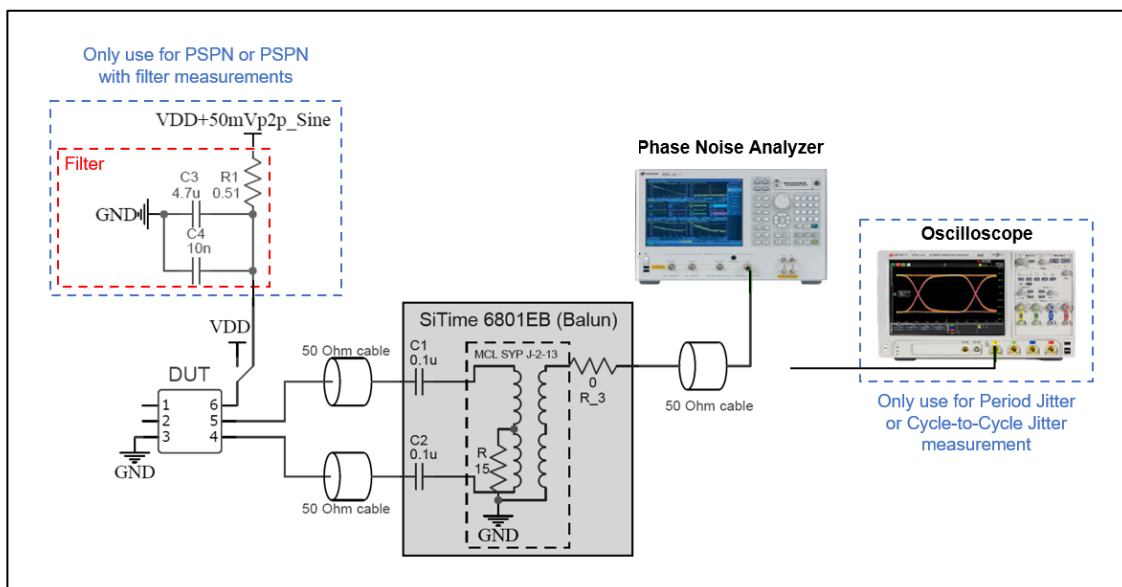 Only use for PSPN or PSPN
with filter measurements
VDD+50mVp2p_Sine
Filter
C3
4.7u
R1
0.51
GND
C4
10n
VDD
DUT
1
2
3
6
5
4
GND
50 Ohm cable
50 Ohm cable
SiTime 6801EB (Balun)
C1
0.1u
MCL SYP J-2-13
C2
0.1u
R
15
GND
0
R_3
50 Ohm cable
Phase Noise Analyzer
Oscilloscope
Only use for Period Jitter
or Cycle-to-Cycle Jitter
measurement